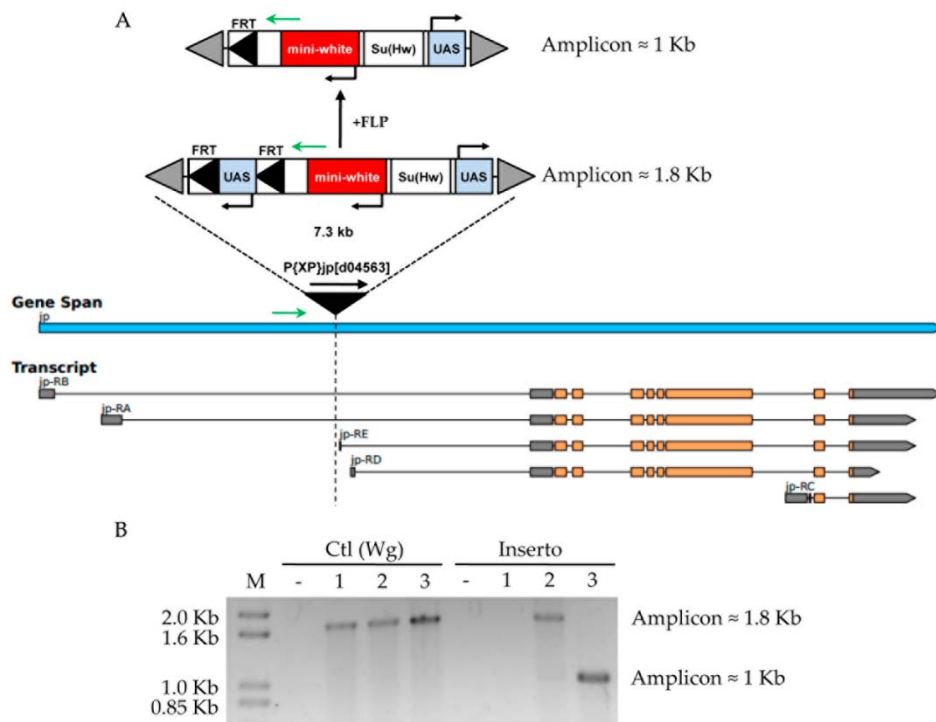 A
FRT
mini-white
Su(Hw)
UAS
Amplicon ≈ 1 Kb
+FLP
FRT
FRT
UAS
mini-white
Su(Hw)
UAS
Amplicon ≈ 1.8 Kb
7.3 kb
P{XP}jp[d04563]
Gene Span
jp
Transcript
jp-RB
jp-RA
jp-RE
jp-RD
jp-RC
B
Ctl (Wg) Inserto
M - 1 2 3 - 1 2 3
2.0 Kb
1.6 Kb
1.0 Kb
0.85 Kb
Amplicon ≈ 1.8 Kb
Amplicon ≈ 1 Kb